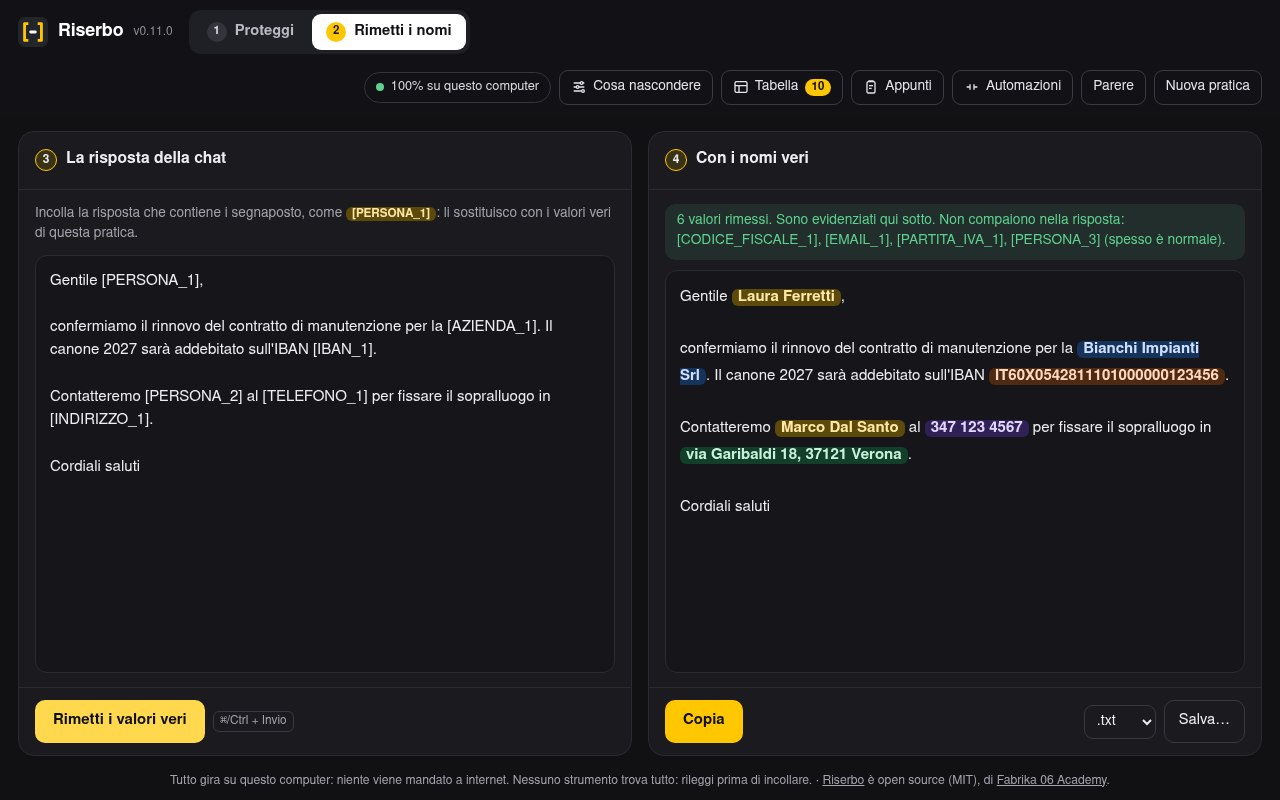 Riserbo v0.11.0 1 Proteggi 2 Rimetti i nomi
100% su questo computer Cosa nascondere Tabella 10 Appunti Automazioni Parere Nuova pratica
3 La risposta della chat
Incolla la risposta che contiene i segnaposto, come [PERSONA_1]: li sostituisco con i valori veri
di questa pratica.
Gentile [PERSONA_1],
confermiamo il rinnovo del contratto di manutenzione per la [AZIENDA_1]. Il
canone 2027 sarà addebitato sull'IBAN [IBAN_1].
Contatteremo [PERSONA_2] al [TELEFONO_1] per fissare il sopralluogo in
[INDIRIZZO_1].
Cordiali saluti
Rimetti i valori veri ⌘/Ctrl + Invio
4 Con i nomi veri
6 valori rimessi. Sono evidenziati qui sotto. Non compaiono nella risposta:
[CODICE_FISCALE_1], [EMAIL_1], [PARTITA_IVA_1], [PERSONA_3] (spesso è normale).
Gentile Laura Ferretti,
confermiamo il rinnovo del contratto di manutenzione per la Bianchi Impianti
Srl. Il canone 2027 sarà addebitato sull'IBAN IT60X0542811101000000123456.
Contatteremo Marco Dal Santo al 347 123 4567 per fissare il sopralluogo in
via Garibaldi 18, 37121 Verona.
Cordiali saluti
Copia .txt Salva…
Tutto gira su questo computer: niente viene mandato a internet. Nessuno strumento trova tutto: rileggi prima di incollare. · Riserbo è open source (MIT), di Fabrika 06 Academy.